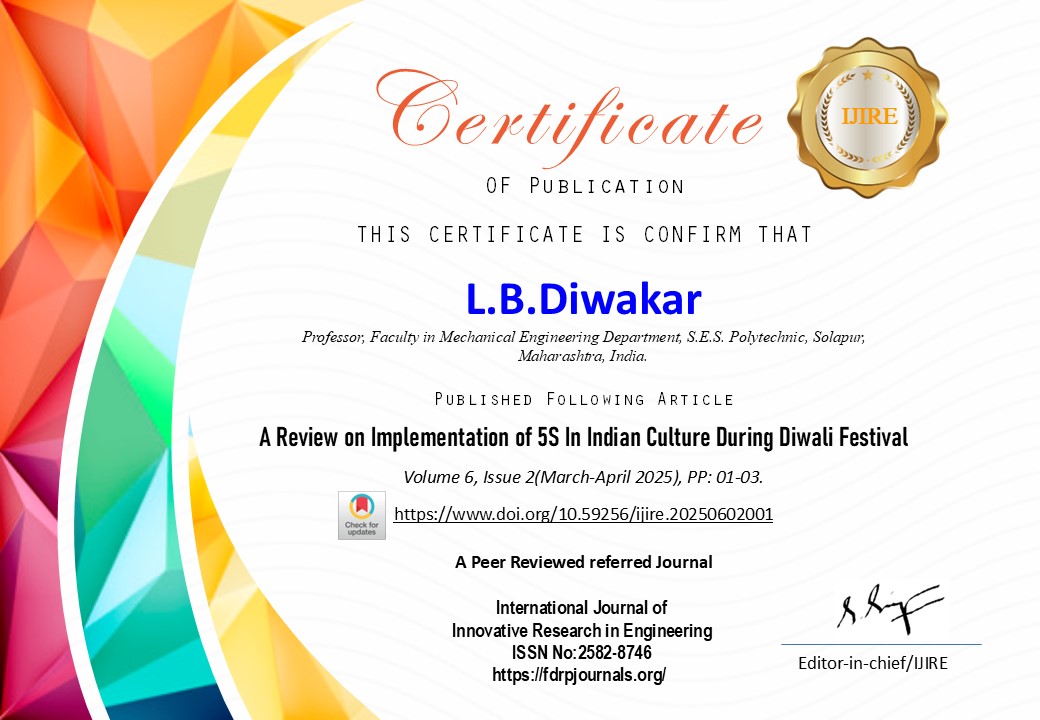 Certificate
IJIRE
OF PUBLICATION
THIS CERTIFICATE IS CONFIRM THAT
L.B.Diwakar
Professor, Faculty in Mechanical Engineering Department, S.E.S. Polytechnic, Solapur,
Maharashtra, India.
PUBLISHED FOLLOWING ARTICLE
A Review on Implementation of 5S In Indian Culture During Diwali Festival
Volume 6, Issue 2(March-April 2025), PP: 01-03.
Check for
updates
https://www.doi.org/10.59256/ijire.20250602001
A Peer Reviewed referred Journal
International Journal of
Innovative Research in Engineering
ISSN No:2582-8746
https://fdrpjournals.org/
Editor-in-chief/IJIRE